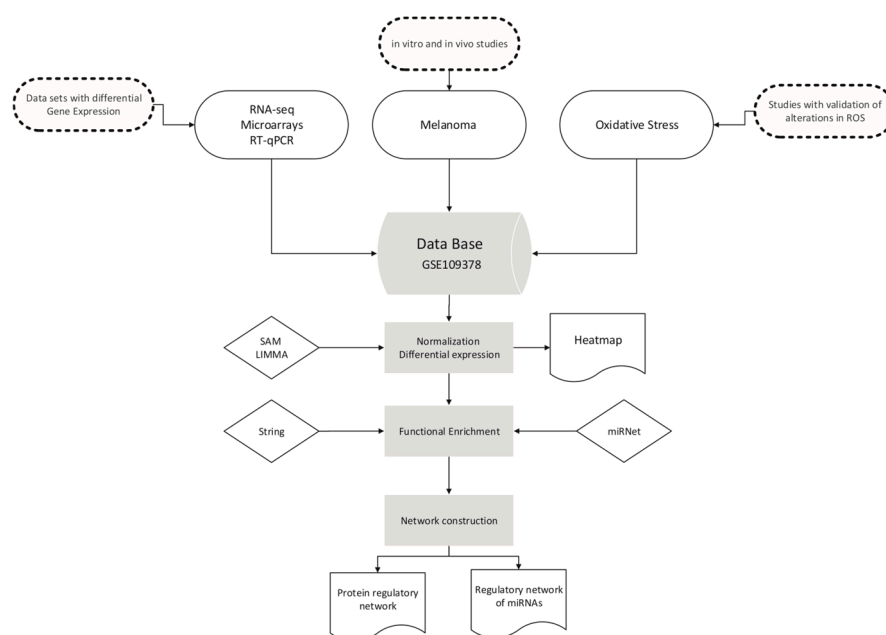 in vitro and in vivo studies
Data sets with differential
Gene Expression
RNA-seq
Microarrays
RT-qPCR
Melanoma
Oxidative Stress
Studies with validation of
alterations in ROS
Data Base
GSE109378
SAM
LIMMA
Normalization
Differential expression
Heatmap
String
Functional Enrichment
miRNet
Network construction
Protein regulatory
network
Regulatory network
of miRNAs